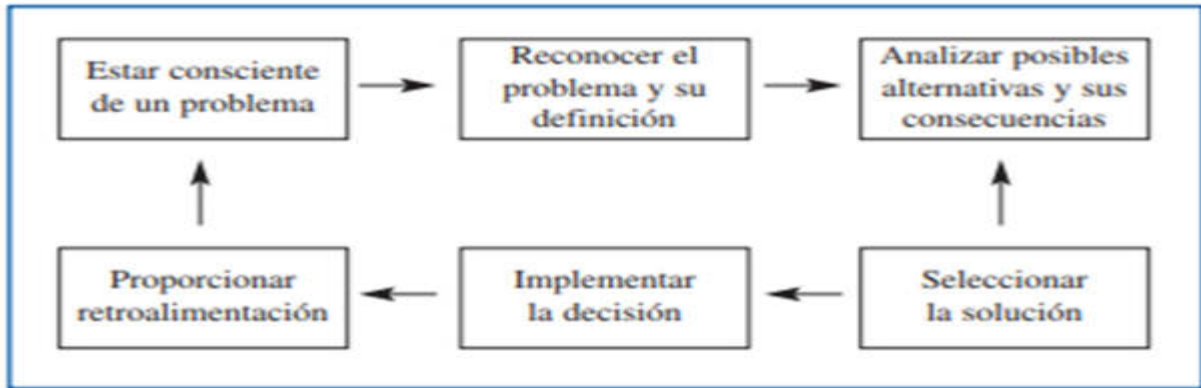 Estar consciente
de un problema
Reconocer el
problema y su
definición
Analizar posibles
alternativas y sus
consecuencias
Proporcionar
retroalimentación
Implementar
la decisión
Seleccionar
la solución